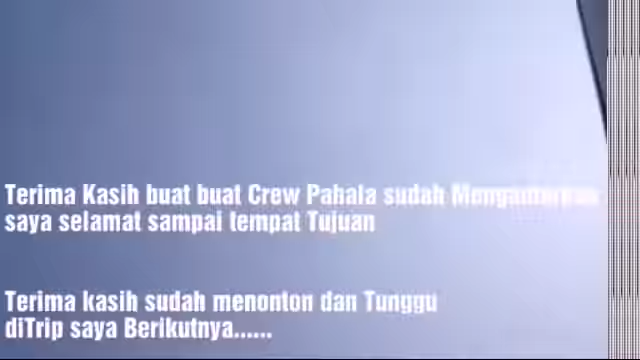 Terima Kasih buat buat Crew Pahala sudah Mengantarkan
saya selamat sampai tempat Tujuan
Terima kasih sudah menonton dan Tunggu
diTrip saya Berikutnya......